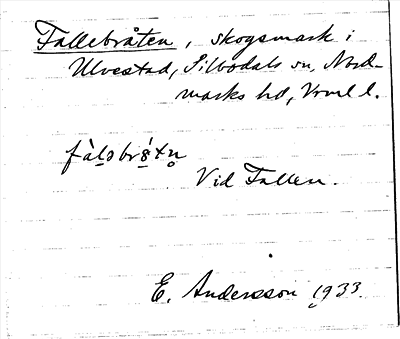 Fallebråten, skogsmark i
Ulvestad, Silbodals sn, Nord-
marks hd, Vrml l.
Vid Fallen.
E. Andersson 1933.